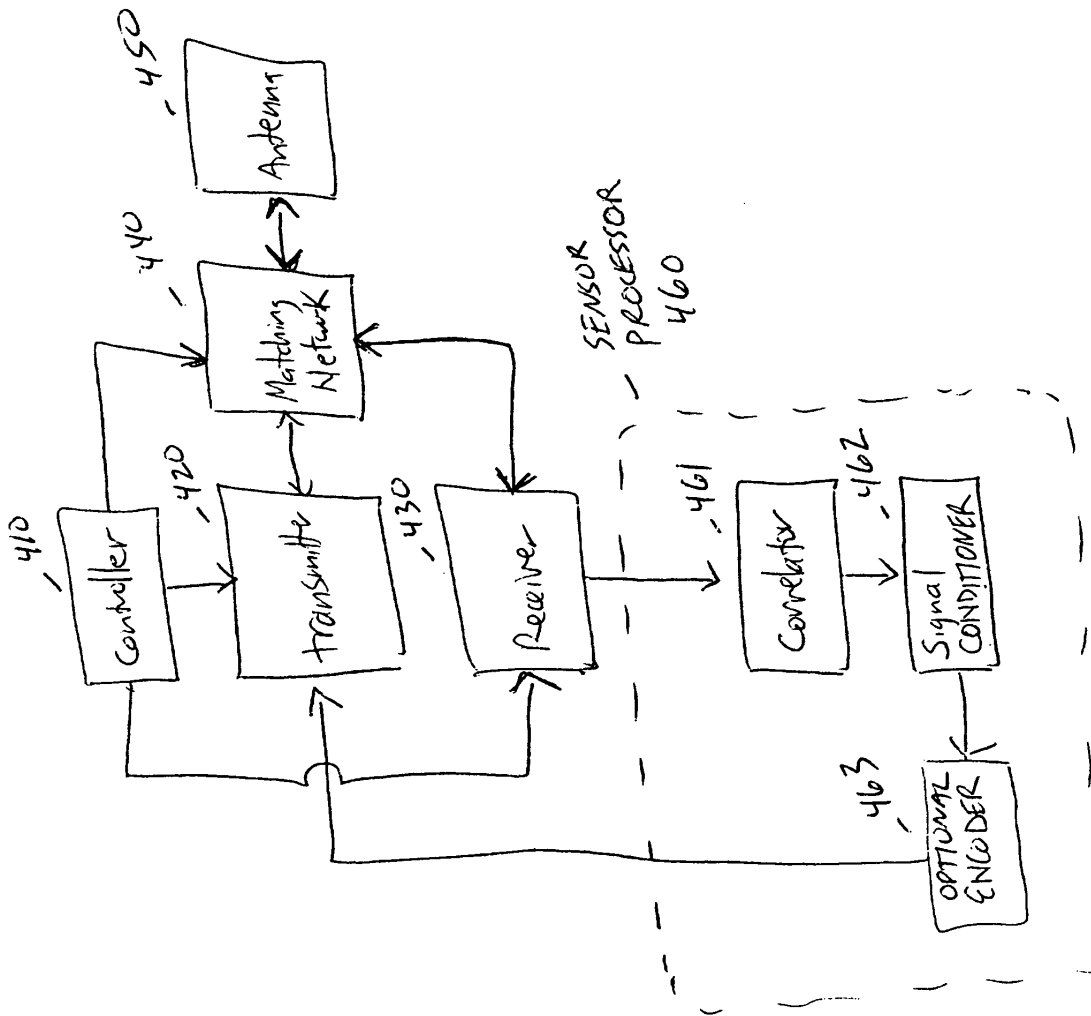 410
Controller
420
transmitter
430
Receiver
440
Matching
Network
450
Antenna
SENSOR
PROCESSOR
460
461
Correlator
462
Signal
CONDITIONER
463
OPTIONAL
ENCODER